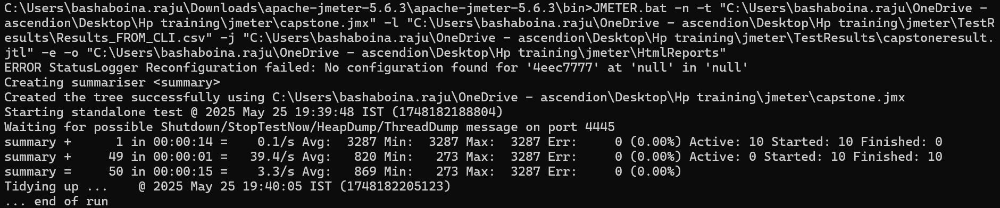 C:\Users\bashaboina.raju\Downloads\apache-jmeter-5.6.3\apache-jmeter-5.6.3\bin>JMETER.bat -n -t "C:\Users\bashaboina.raju\OneDrive -
ascendion\Desktop\Hp training\jmeter\capstone.jmx" -l "C:\Users\bashaboina.raju\OneDrive - ascendion\Desktop\Hp training\jmeter\TestR
esults\Results_FROM_CLI.csv" -j "C:\Users\bashaboina.raju\OneDrive - ascendion\Desktop\Hp training\jmeter\TestResults\capstoneresult.
jtl" -e -o "C:\Users\bashaboina.raju\OneDrive - ascendion\Desktop\Hp training\jmeter\HtmlReports"
ERROR StatusLogger Reconfiguration failed: No configuration found for '4eec7777' at 'null' in 'null'
Creating summariser <summary>
Created the tree successfully using C:\Users\bashaboina.raju\OneDrive - ascendion\Desktop\Hp training\jmeter\capstone.jmx
Starting standalone test @ 2025 May 25 19:39:48 IST (1748182188804)
Waiting for possible Shutdown/StopTestNow/HeapDump/ThreadDump message on port 4445
summary +      1 in 00:00:14 =    0.1/s Avg:  3287 Min:  3287 Max:  3287 Err:     0 (0.00%) Active: 10 Started: 10 Finished: 0
summary +     49 in 00:00:01 =   39.4/s Avg:   820 Min:   273 Max:  3287 Err:     0 (0.00%) Active: 0 Started: 10 Finished: 10
summary =     50 in 00:00:15 =    3.3/s Avg:   869 Min:   273 Max:  3287 Err:     0 (0.00%)
Tidying up ...    @ 2025 May 25 19:40:05 IST (1748182205123)
... end of run